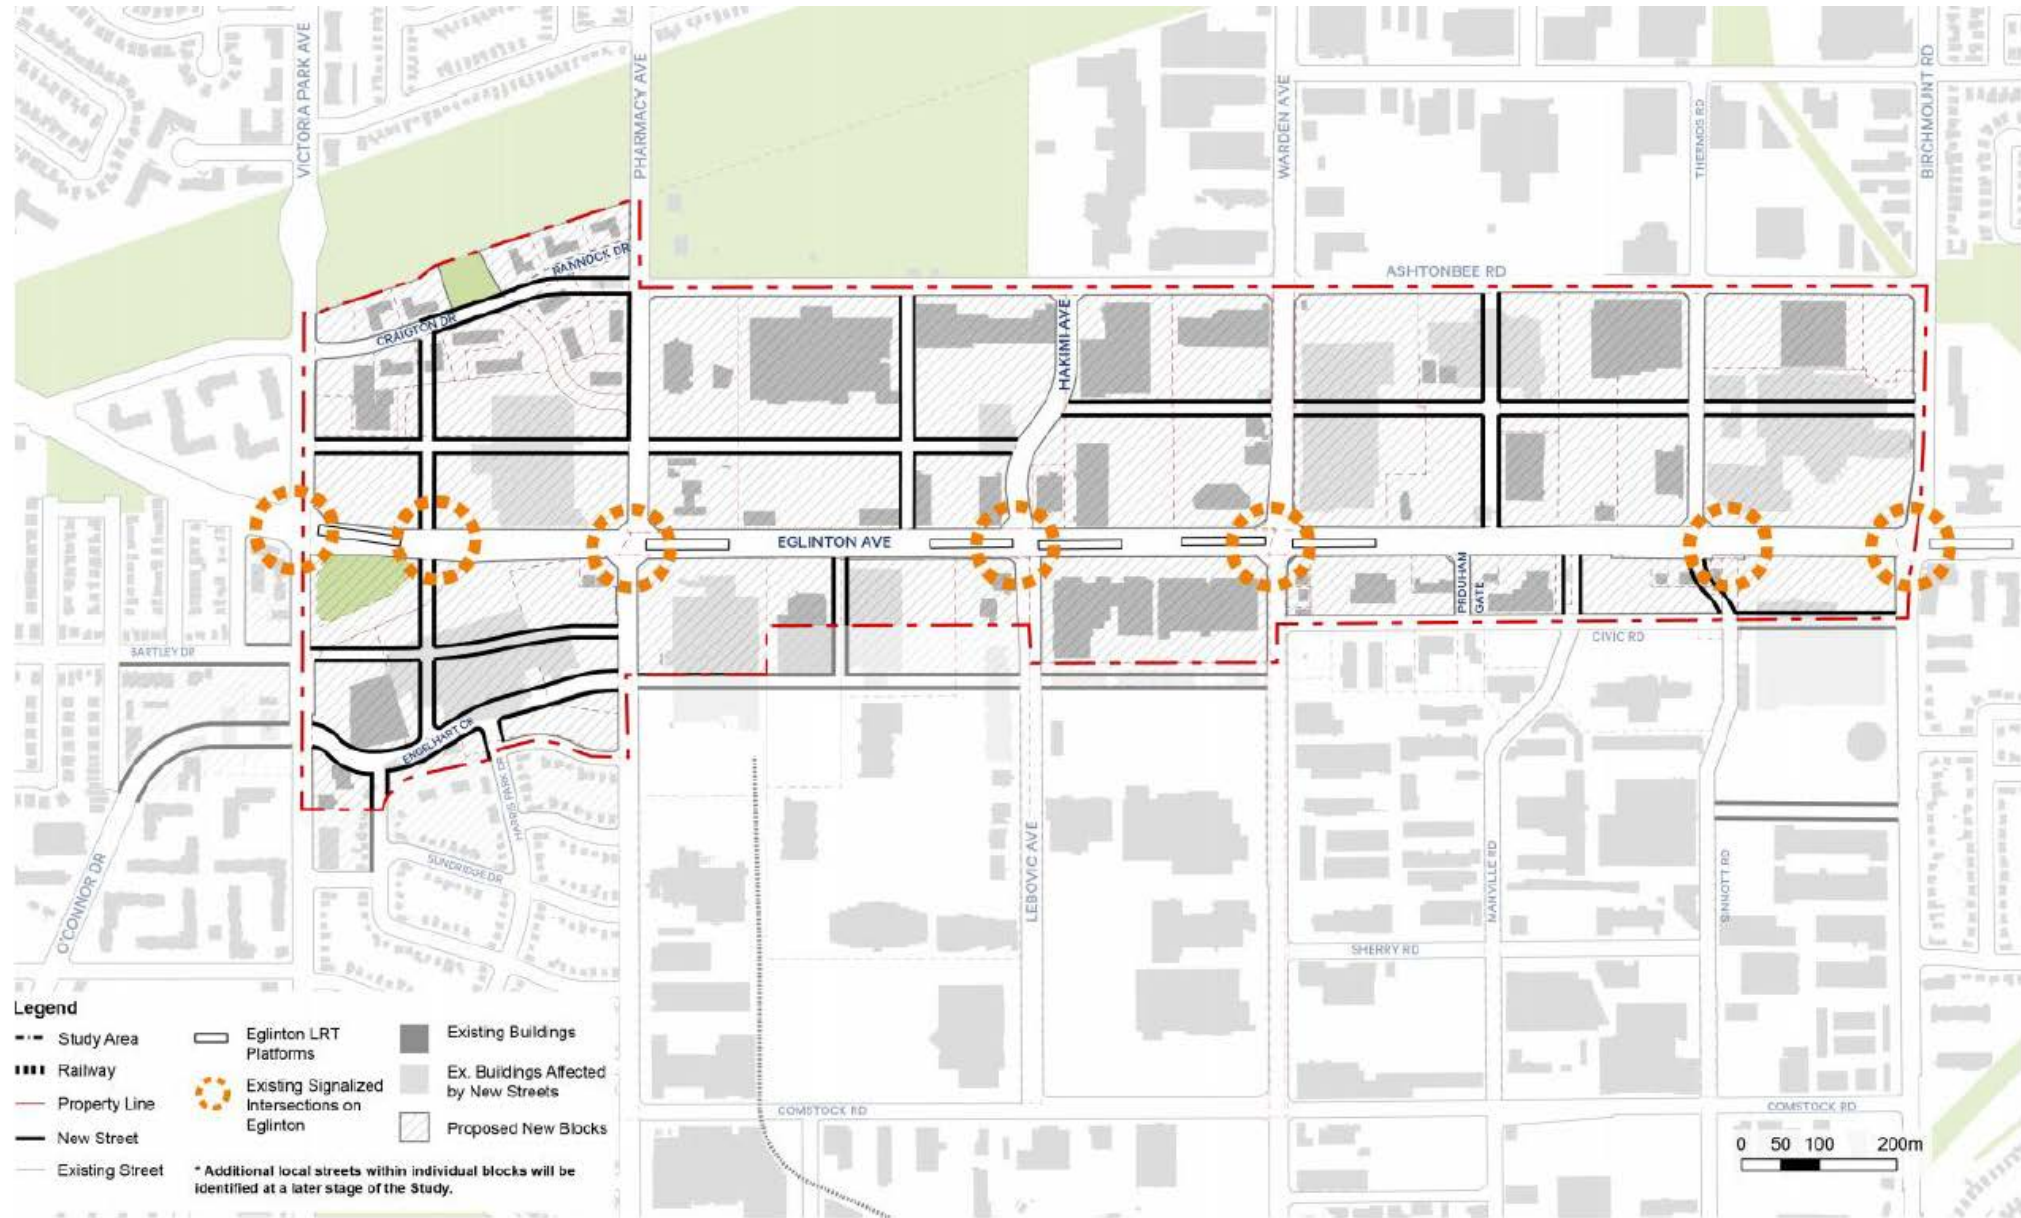 VICTORIA PARK AVE
PHARMACY AVE
WARDEN AVE
THERMOS RD
BIRCHMOUNT RD
RANNOCK DR
CRAIGTON DR
ASHTONBEE RD
HAKIMI AVE
EGLINTON AVE
PRUDHAM
GATE
CIVIC RD
BARTLEY DR
ENGELHART CR
HARRIS PARK DR
SUNDRIDGE DR
O'CONNOR DR
LEBOVIC AVE
MANVILLE RD
SINNOTT RD
SHERRY RD
COMSTOCK RD
COMSTOCK RD
0 50 100 200m
Legend
Study Area
Railway
Property Line
New Street
Existing Street
Eglinton LRT
Platforms
Existing Signalized
Intersections on
Eglinton
Existing Buildings
Ex. Buildings Affected
by New Streets
Proposed New Blocks
* Additional local streets within individual blocks will be
identified at a later stage of the Study.